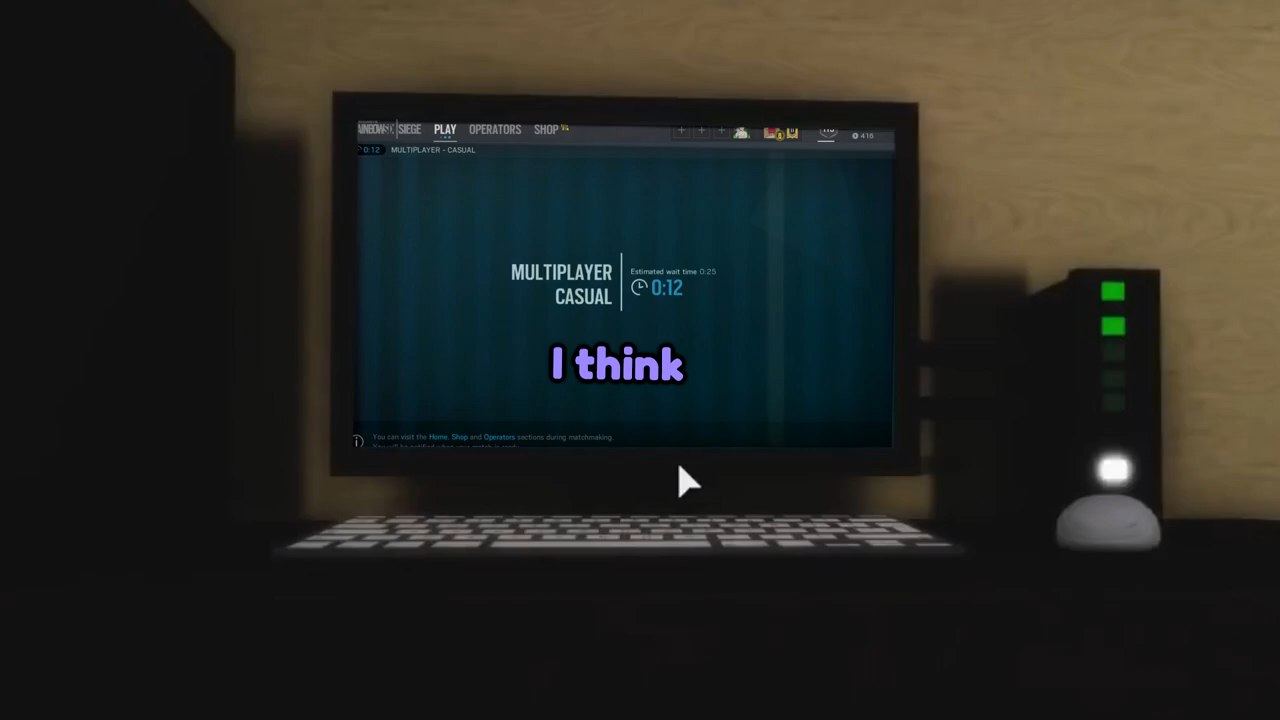 SIEGE PLAY OPERATORS SHOP 416
0:12 MULTIPLAYER - CASUAL
MULTIPLAYER
CASUAL
Estimated wait time 0:25
0:12
I think
You can visit the Home, Shop and Operators sections during matchmaking.